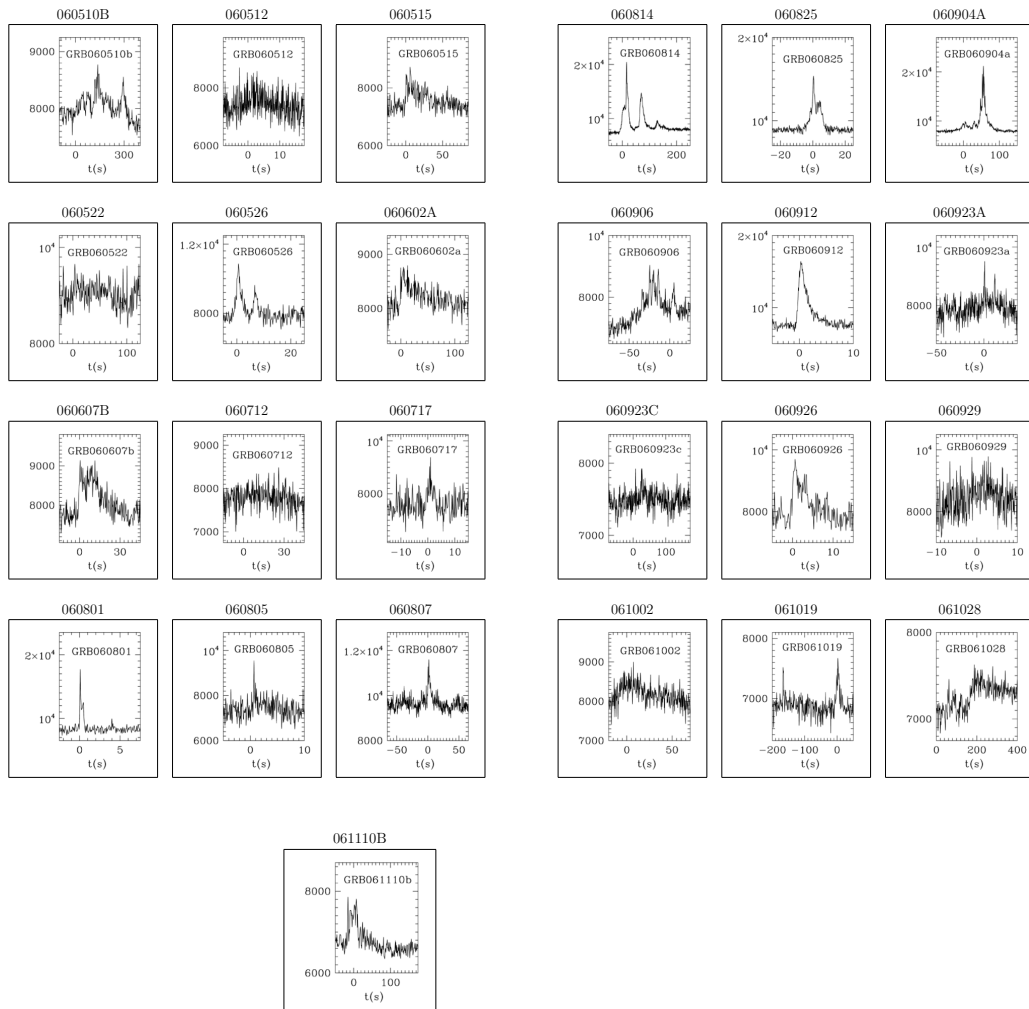 060510B 060512 060515 060814 060825 060904A
9000 8000 GRB060510b 0 300 t(s)
8000 6000 GRB060512 0 10 t(s)
8000 6000 GRB060515 0 50 t(s)
2×10⁴ 10⁴ GRB060814 0 200 t(s)
2×10⁴ 10⁴ GRB060825 −20 0 20 t(s)
2×10⁴ 10⁴ GRB060904a 0 100 t(s)
060522 060526 060602A 060906 060912 060923A
10⁴ 8000 GRB060522 0 100 t(s)
1.2×10⁴ 8000 GRB060526 0 20 t(s)
9000 8000 GRB060602a 0 100 t(s)
10⁴ 8000 GRB060906 −50 0 t(s)
2×10⁴ 10⁴ GRB060912 0 10 t(s)
10⁴ 8000 GRB060923a −50 0 t(s)
060607B 060712 060717 060923C 060926 060929
9000 8000 GRB060607b 0 30 t(s)
9000 8000 7000 GRB060712 0 30 t(s)
10⁴ 8000 GRB060717 −10 0 10 t(s)
8000 7000 GRB060923c 0 100 t(s)
10⁴ 8000 GRB060926 0 10 t(s)
10⁴ 8000 GRB060929 −10 0 10 t(s)
060801 060805 060807 061002 061019 061028
2×10⁴ 10⁴ GRB060801 0 5 t(s)
10⁴ 8000 6000 GRB060805 0 10 t(s)
1.2×10⁴ 10⁴ 8000 GRB060807 −50 0 50 t(s)
9000 8000 7000 GRB061002 0 50 t(s)
8000 7000 GRB061019 −200 −100 0 t(s)
8000 7000 GRB061028 0 200 400 t(s)
061110B
8000 6000 GRB061110b 0 100 t(s)